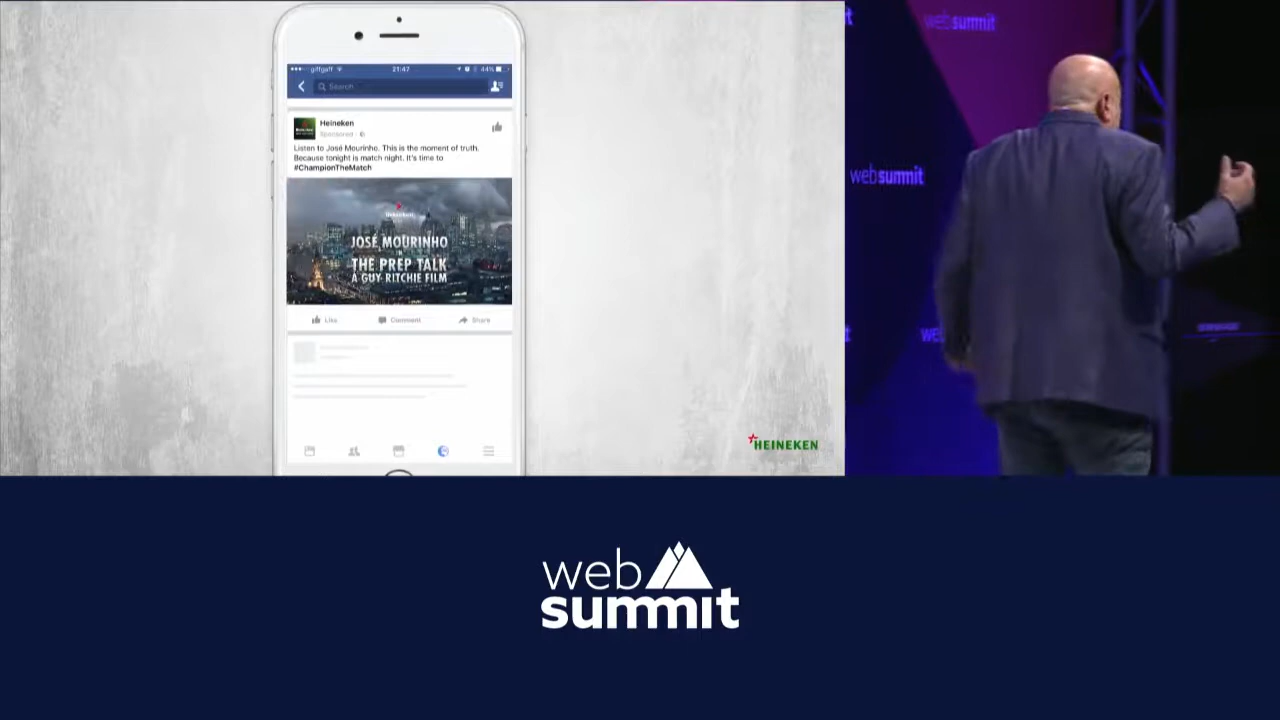 giffgaff
21:47
44%
Search
Heineken
Sponsored
Listen to José Mourinho. This is the moment of truth.
Because tonight is match night. It's time to
#ChampionTheMatch
Heineken
JOSÉ MOURINHO
IN
THE PREP TALK
A GUY RITCHIE FILM
Like
Comment
Share
HEINEKEN
websummit
websummit
we
web
summit